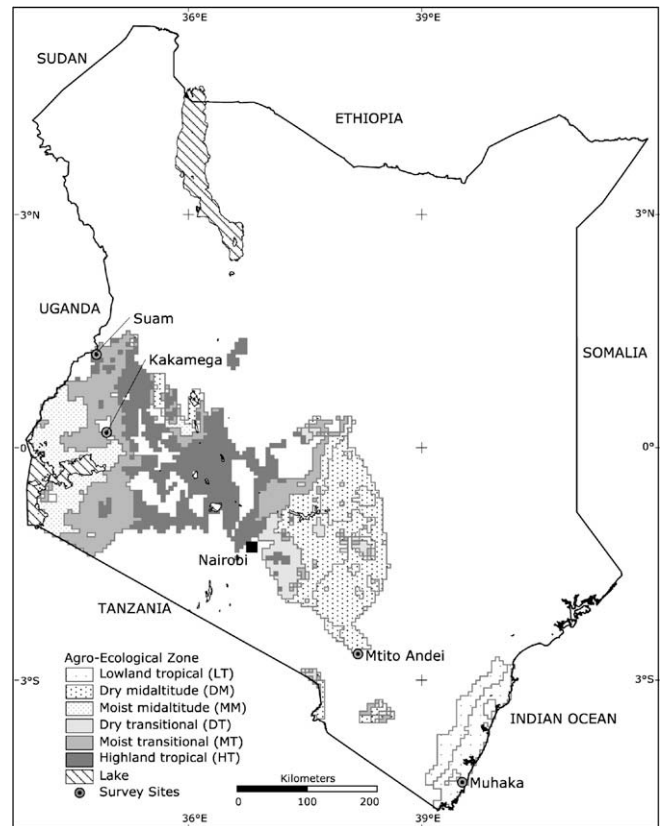 36°E
39°E
SUDAN
ETHIOPIA
3°N
3°N
UGANDA
Suam
Kakamega
SOMALIA
0°
0°
Nairobi
TANZANIA
Mtito Andei
3°S
3°S
Agro-Ecological Zone
Lowland tropical (LT)
Dry midaltitude (DM)
Moist midaltitude (MM)
Dry transitional (DT)
Moist transitional (MT)
Highland tropical (HT)
Lake
Survey Sites
INDIAN OCEAN
Kilometers
0 100 200
Muhaka
36°E
39°E